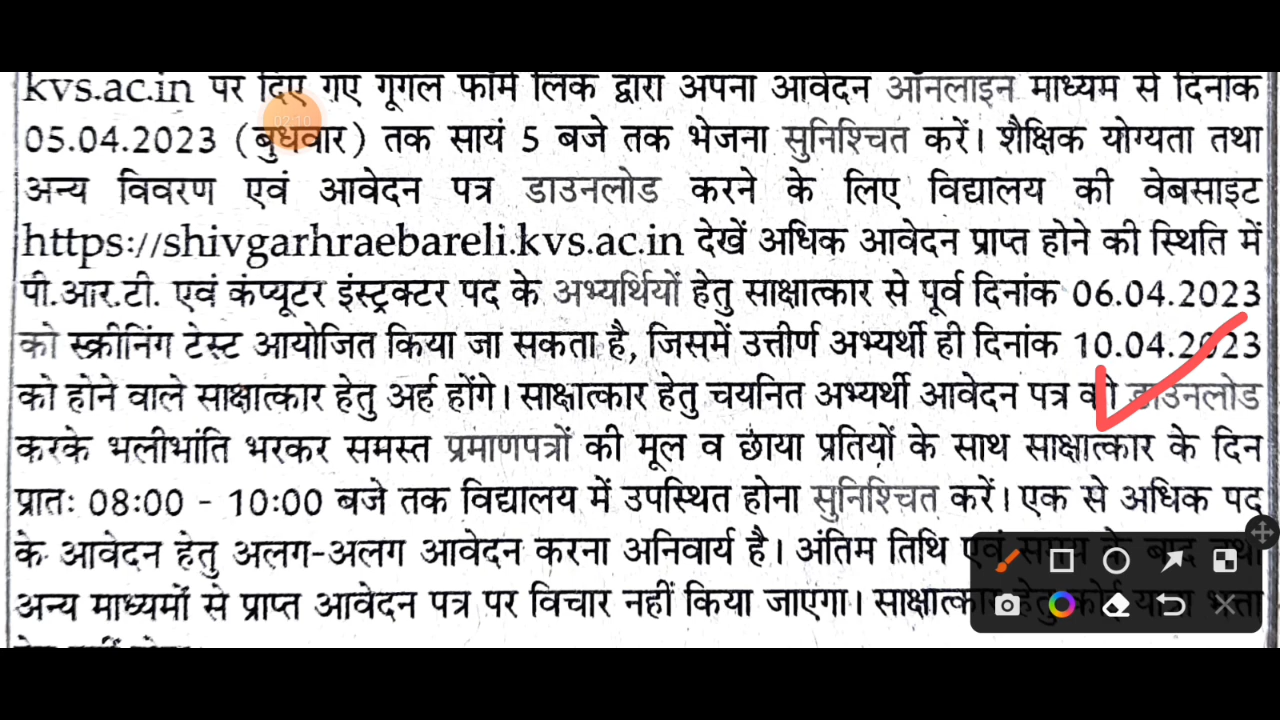 kvs.ac.in पर दिए गए गूगल फॉर्म लिंक द्वारा अपना आवेदन ऑनलाइन माध्यम से दिनांक
05.04.2023 (बुधवार) तक सायं 5 बजे तक भेजना सुनिश्चित करें। शैक्षिक योग्यता तथा
अन्य विवरण एवं आवेदन पत्र डाउनलोड करने के लिए विद्यालय की वेबसाइट
https://shivgarhraebareli.kvs.ac.in देखें अधिक आवेदन प्राप्त होने की स्थिति में
पी.आर.टी. एवं कंप्यूटर इंस्ट्रक्टर पद के अभ्यर्थियों हेतु साक्षात्कार से पूर्व दिनांक 06.04.2023
को स्क्रीनिंग टेस्ट आयोजित किया जा सकता है, जिसमें उत्तीर्ण अभ्यर्थी ही दिनांक 10.04.2023
को होने वाले साक्षात्कार हेतु अर्ह होंगे। साक्षात्कार हेतु चयनित अभ्यर्थी आवेदन पत्र को डाउनलोड
करके भलीभांति भरकर समस्त प्रमाणपत्रों की मूल व छाया प्रतियों के साथ साक्षात्कार के दिन
प्रातः 08:00 - 10:00 बजे तक विद्यालय में उपस्थित होना सुनिश्चित करें। एक से अधिक पद
के आवेदन हेतु अलग-अलग आवेदन करना अनिवार्य है। अंतिम तिथि एवं समय के बाद तथा
अन्य माध्यमों से प्राप्त आवेदन पत्र पर विचार नहीं किया जाएगा। साक्षात्कार हेतु कोई यात्रा भत्ता